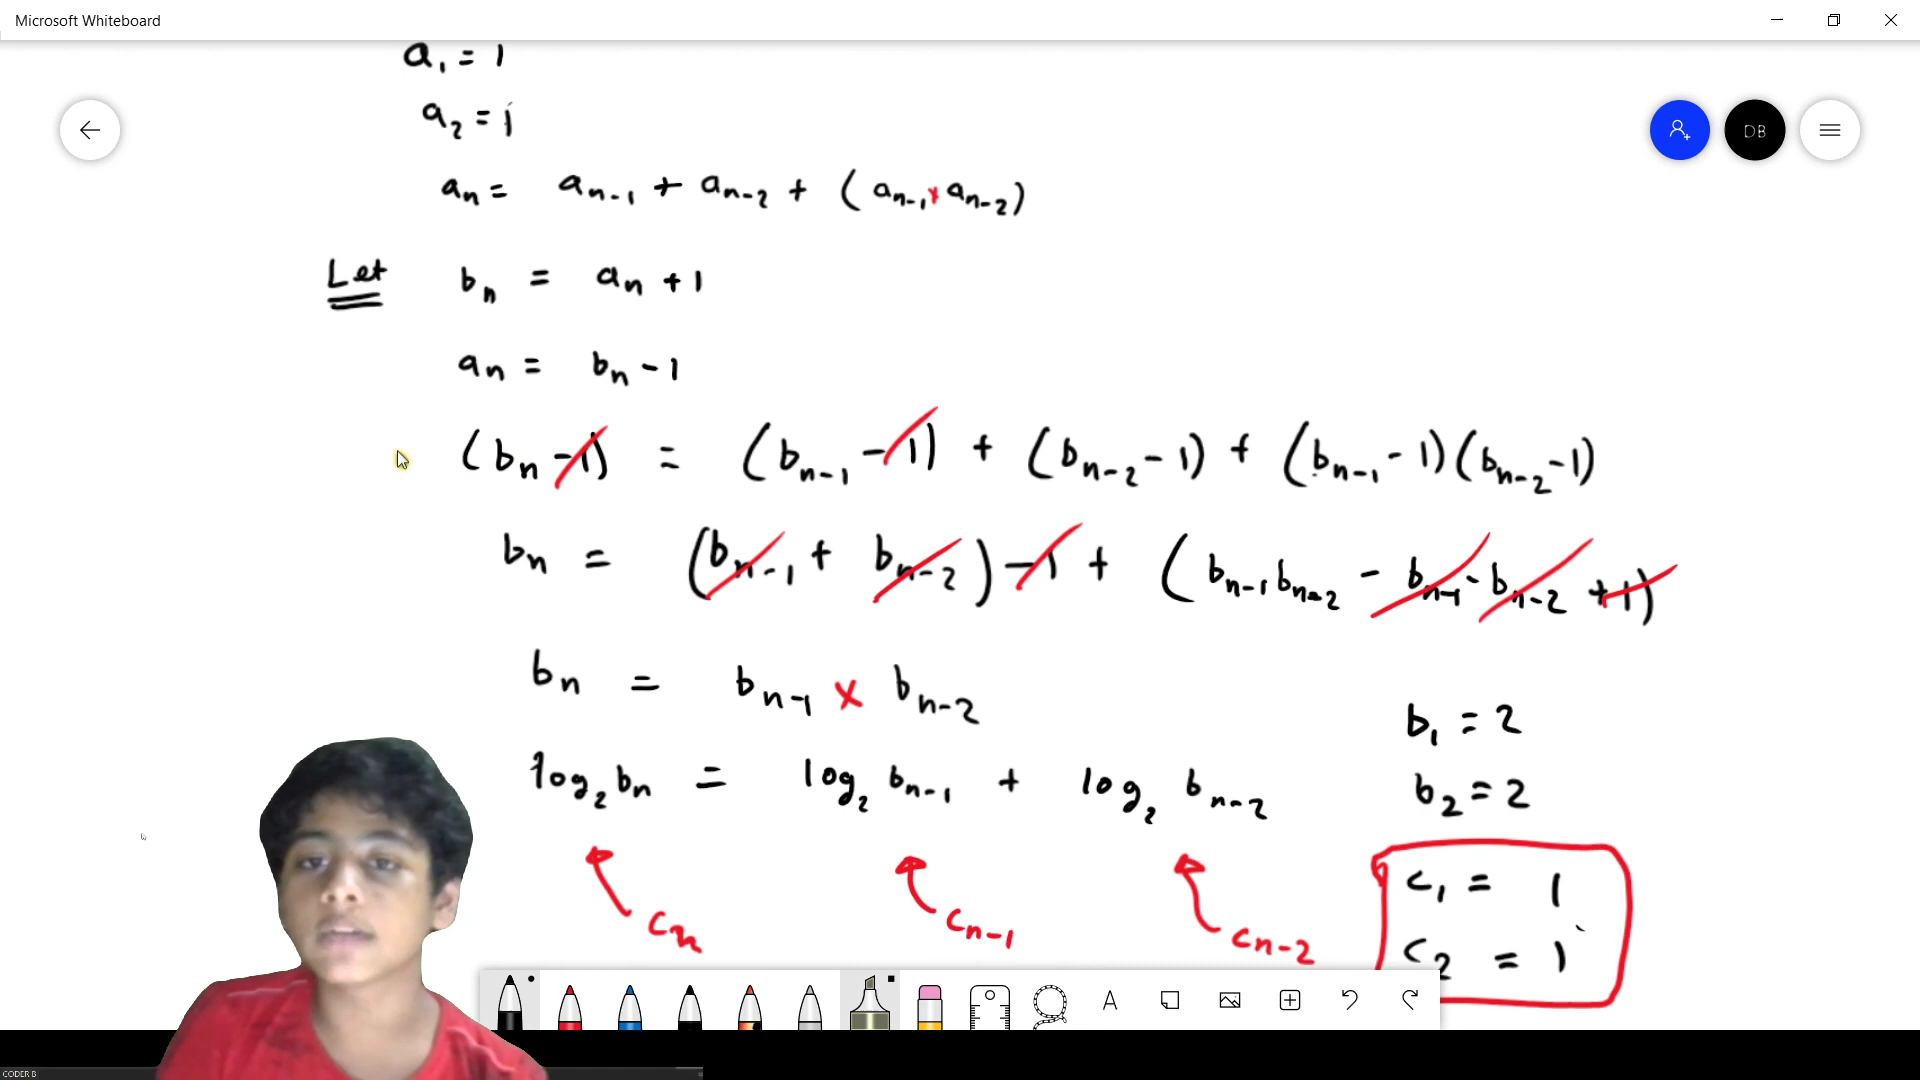 Microsoft Whiteboard
a₁ = 1
a₂ = 1
DB
aₙ = aₙ₋₁ + aₙ₋₂ + (aₙ₋₁ × aₙ₋₂)
Let bₙ = aₙ + 1
aₙ = bₙ - 1
(bₙ - 1) = (bₙ₋₁ - 1) + (bₙ₋₂ - 1) + (bₙ₋₁ - 1)(bₙ₋₂ - 1)
bₙ = (bₙ₋₁ + bₙ₋₂) - 1 + (bₙ₋₁bₙ₋₂ - bₙ₋₁ - bₙ₋₂ + 1)
bₙ = bₙ₋₁ × bₙ₋₂
b₁ = 2
log₂ bₙ = log₂ bₙ₋₁ + log₂ bₙ₋₂
b₂ = 2
cₙ cₙ₋₁ cₙ₋₂
c₁ = 1
c₂ = 1
CODER B